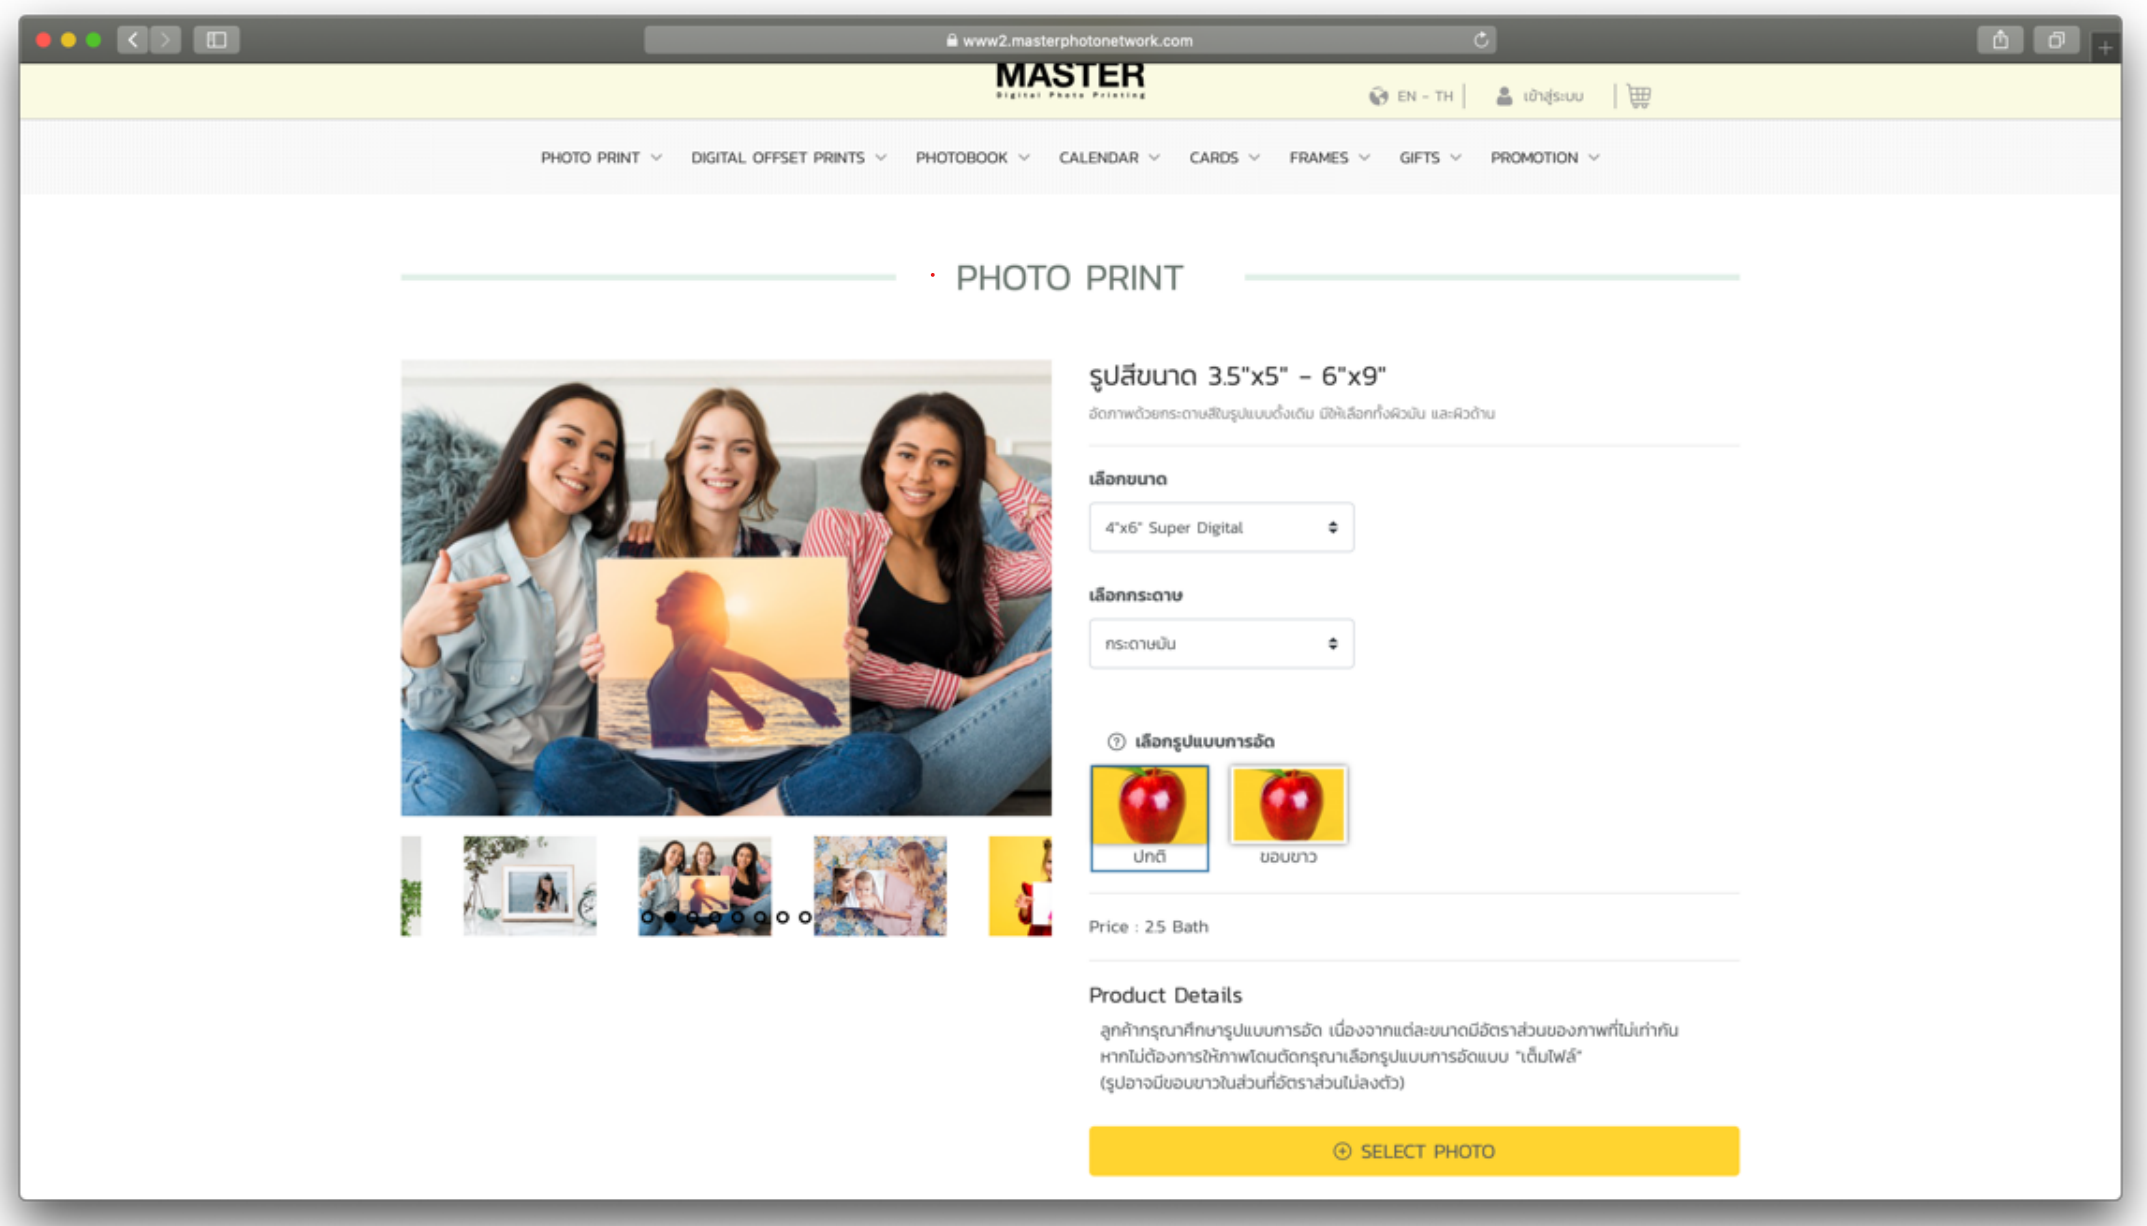 www2.masterphotonetwork.com
MASTER
Digital Photo Printing
EN - TH
เข้าสู่ระบบ
PHOTO PRINT
DIGITAL OFFSET PRINTS
PHOTOBOOK
CALENDAR
CARDS
FRAMES
GIFTS
PROMOTION
PHOTO PRINT
รูปสีขนาด 3.5"x5" - 6"x9"
อัดภาพด้วยกระดาษสีในรูปแบบดั้งเดิม มีให้เลือกทั้งผิวมัน และผิวด้าน
เลือกขนาด
4"x6" Super Digital
เลือกกระดาษ
กระดาษมัน
เลือกรูปแบบการอัด
ปกติ
ขอบขาว
Price : 2.5 Bath
Product Details
ลูกค้ากรุณาศึกษารูปแบบการอัด เนื่องจากแต่ละขนาดมีอัตราส่วนของภาพที่ไม่เท่ากัน
หากไม่ต้องการให้ภาพโดนตัดกรุณาเลือกรูปแบบการอัดแบบ "เต็มไฟล์"
(รูปอาจมีขอบขาวในส่วนที่อัตราส่วนไม่ลงตัว)
SELECT PHOTO